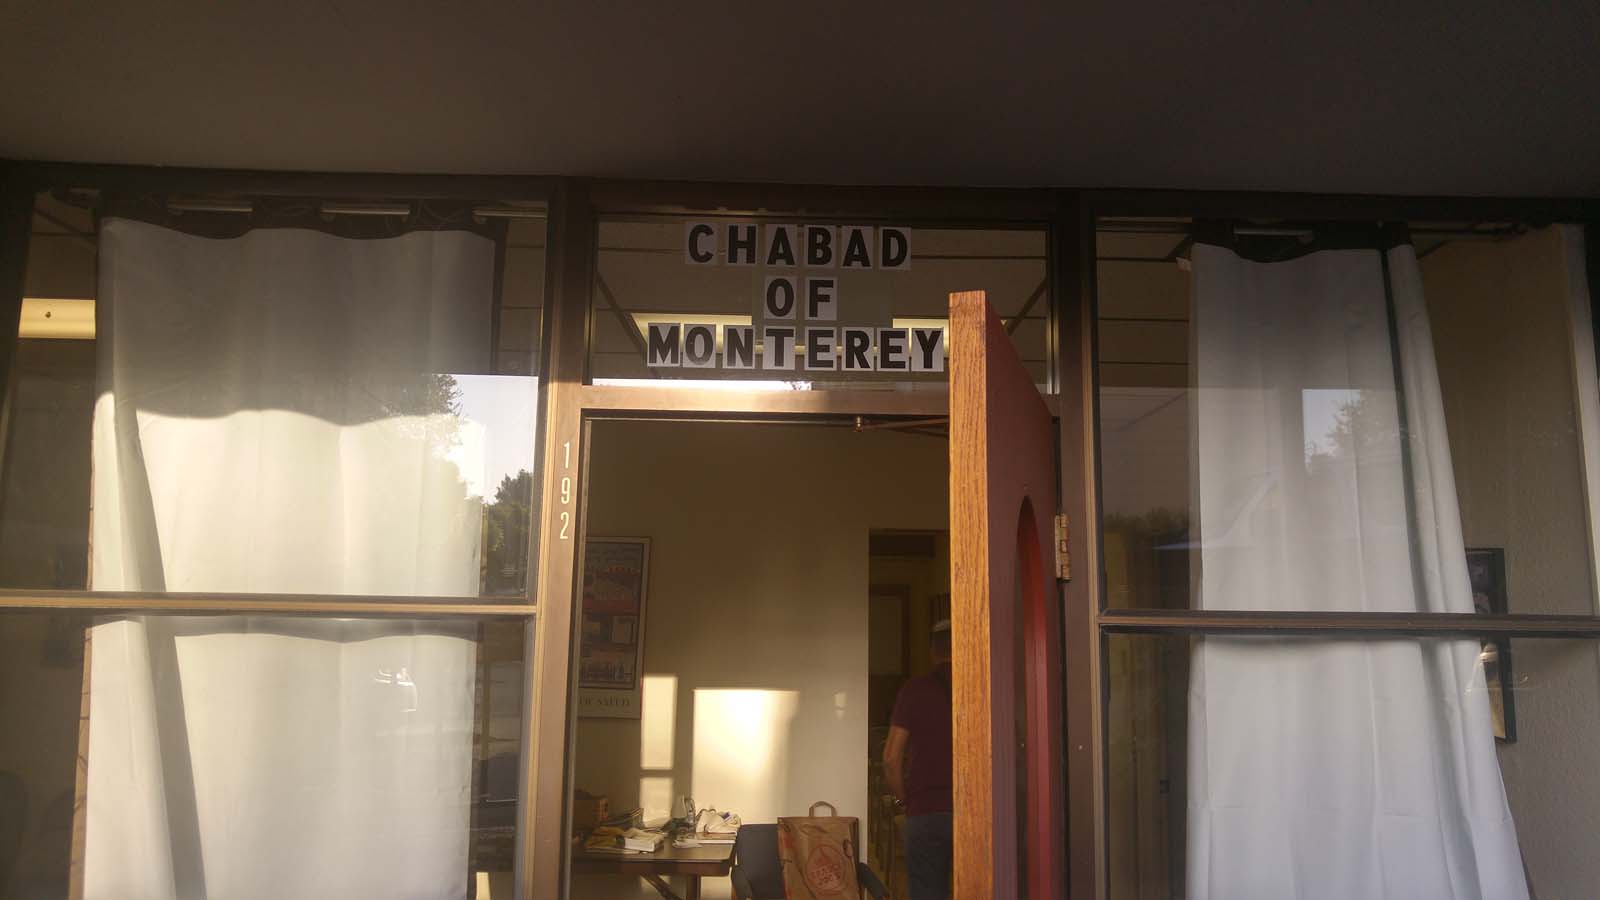 CHABAD
OF
MONTEREY
192